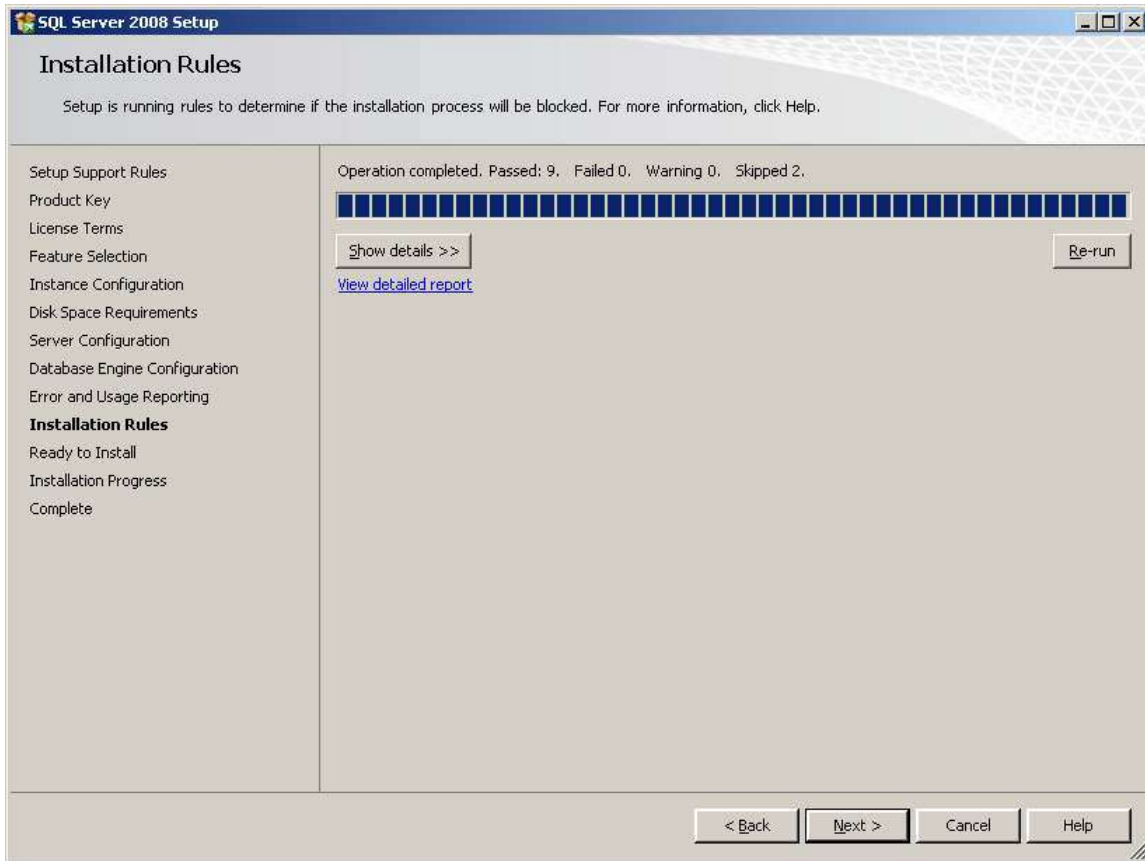 SQL Server 2008 Setup
Installation Rules
Setup is running rules to determine if the installation process will be blocked. For more information, click Help.
Setup Support Rules
Product Key
License Terms
Feature Selection
Instance Configuration
Disk Space Requirements
Server Configuration
Database Engine Configuration
Error and Usage Reporting
Installation Rules
Ready to Install
Installation Progress
Complete
Operation completed. Passed: 9. Failed 0. Warning 0. Skipped 2.
Show details >>
Re-run
View detailed report
< Back
Next >
Cancel
Help